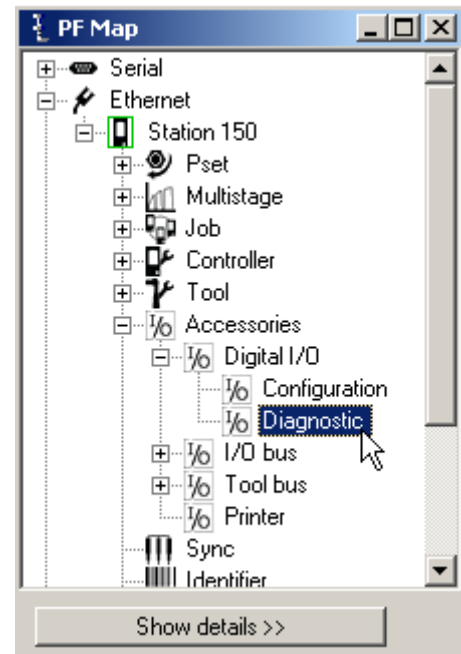 PF Map
Serial
Ethernet
Station 150
Pset
Multistage
Job
Controller
Tool
I/O Accessories
I/O Digital I/O
I/O Configuration
I/O Diagnostic
I/O I/O bus
I/O Tool bus
I/O Printer
Sync
Identifier
Show details >>